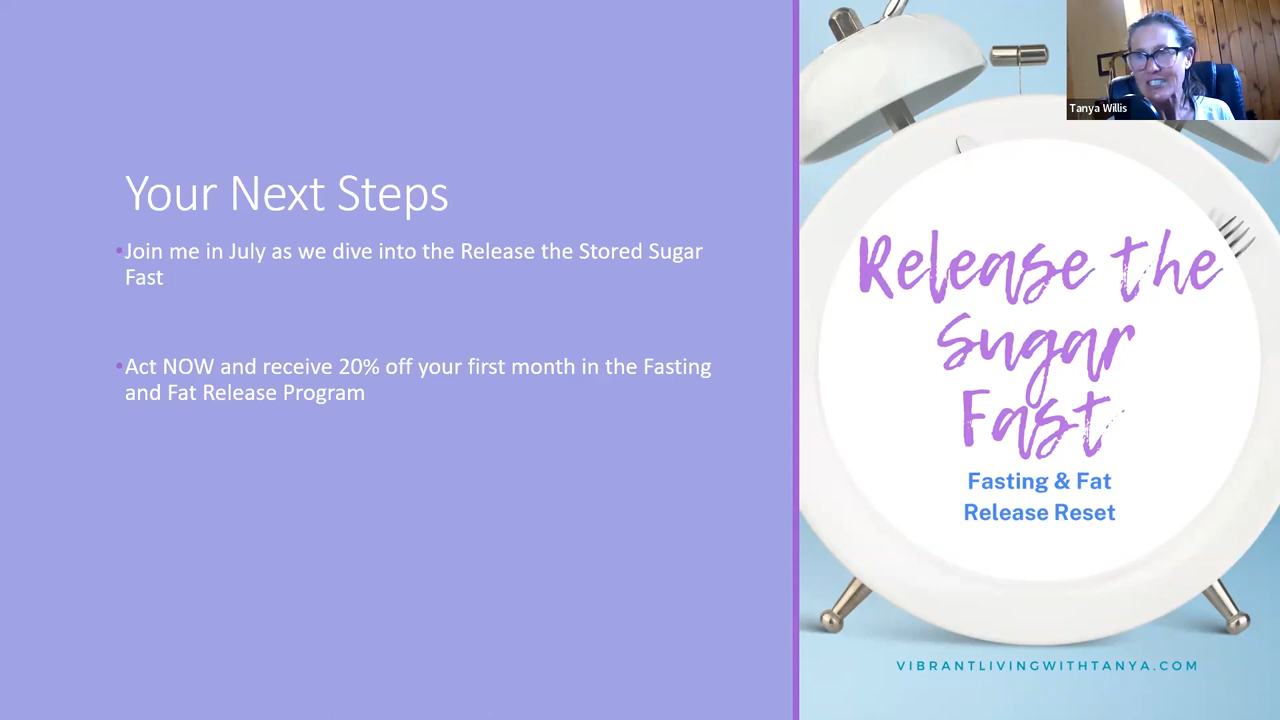 Tanya Willis
Your Next Steps
•Join me in July as we dive into the Release the Stored Sugar
Fast
•Act NOW and receive 20% off your first month in the Fasting
and Fat Release Program
Release the
Sugar
Fast
Fasting & Fat
Release Reset
VIBRANTLIVINGWITHTANYA.COM